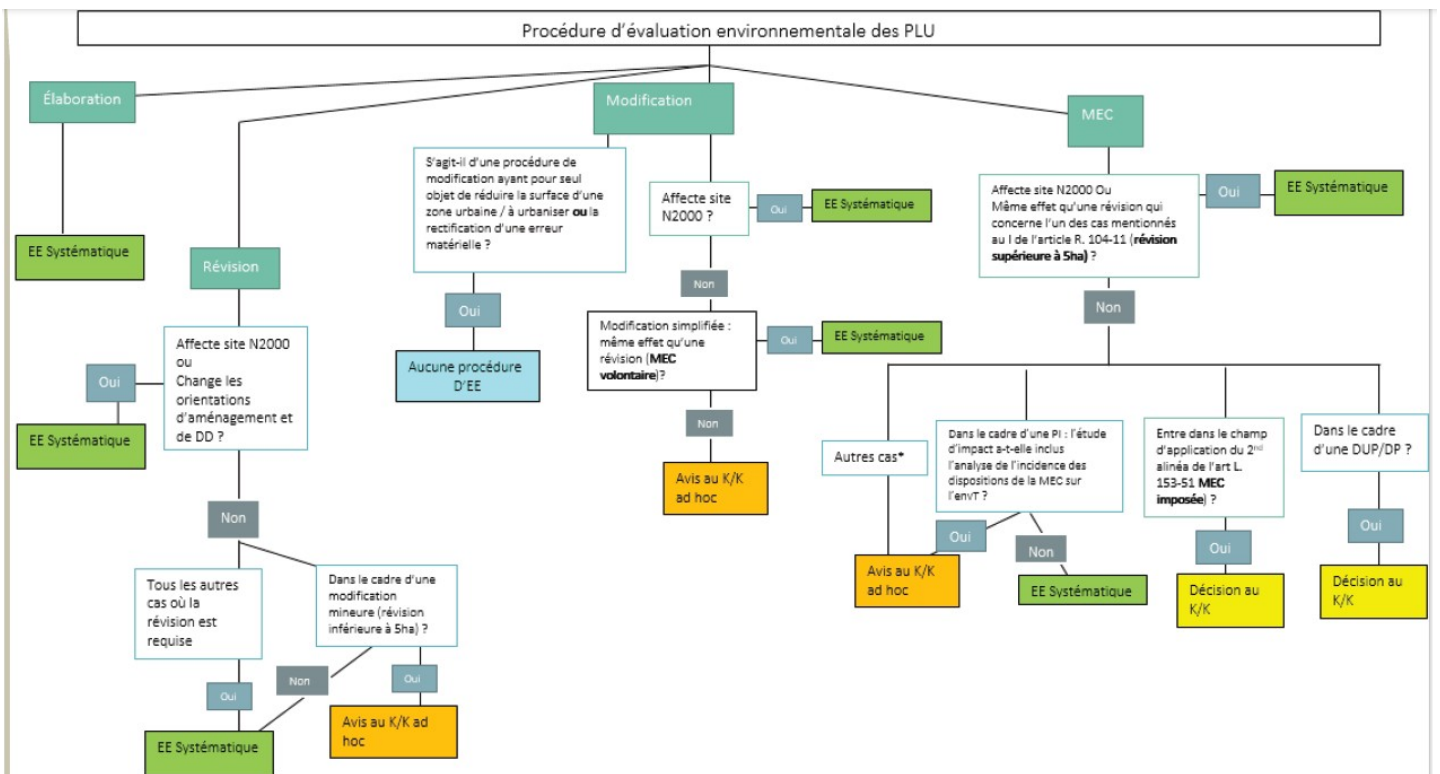 Procédure d'évaluation environnementale des PLU
Élaboration
EE Systématique
Révision
Affecte site N2000
ou
Change les
orientations
d'aménagement et
de DD ?
Oui
EE Systématique
Non
Tous les autres
cas où la
révision est
requise
Oui
EE Systématique
Dans le cadre d'une
modification
mineure (révision
inférieure à 5ha) ?
Non
Oui
Avis au K/K ad
hoc
Modification
S'agit-il d'une procédure de
modification ayant pour seul
objet de réduire la surface d'une
zone urbaine / à urbaniser ou la
rectification d'une erreur
matérielle ?
Oui
Aucune procédure
D'EE
Affecte site
N2000 ?
Oui
EE Systématique
Non
Modification simplifiée :
même effet qu'une
révision (MEC
volontaire)?
Oui
EE Systématique
Non
Avis au K/K
ad hoc
MEC
Affecte site N2000 Ou
Même effet qu'une révision qui
concerne l'un des cas mentionnés
au I de l'article R. 104-11 (révision
supérieure à 5ha) ?
Oui
EE Systématique
Non
Autres cas*
Avis au K/K
ad hoc
Dans le cadre d'une PI : l'étude
d'impact a-t-elle inclus
l'analyse de l'incidence des
dispositions de la MEC sur
l'envT ?
Oui
Non
EE Systématique
Entre dans le champ
d'application du 2nd
alinéa de l'art L.
153-51 MEC
imposée) ?
Oui
Décision au
K/K
Dans le cadre
d'une DUP/DP ?
Oui
Décision au
K/K